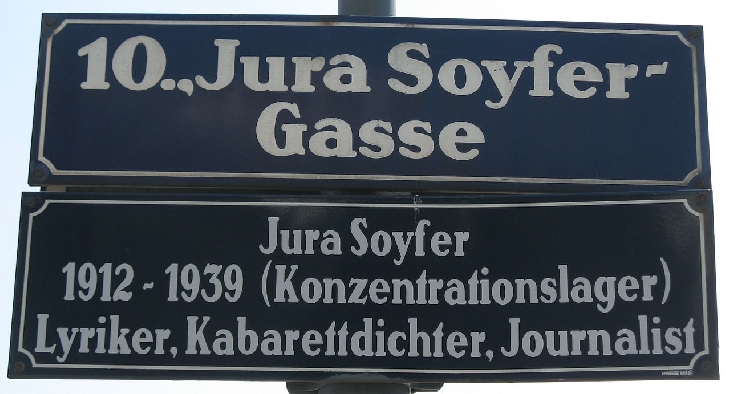 10., Jura Soyfer-
Gasse
Jura Soyfer
1912 - 1939 (Konzentrationslager)
Lyriker, Kabarettdichter, Journalist